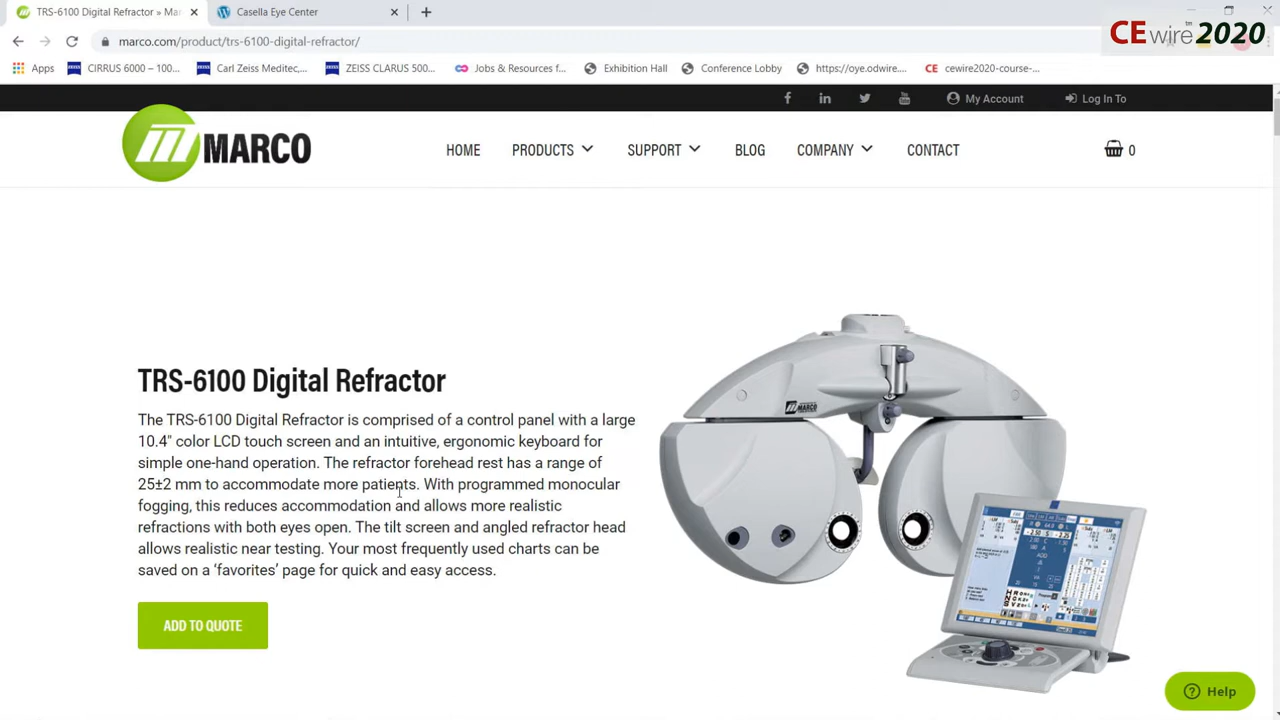 TRS-6100 Digital Refractor » Mar
Casella Eye Center
CEwire™2020
marco.com/product/trs-6100-digital-refractor/
Apps
CIRRUS 6000 – 100...
Carl Zeiss Meditec,...
ZEISS CLARUS 500...
Jobs & Resources f...
Exhibition Hall
Conference Lobby
https://oye.odwire....
cewire2020-course-...
My Account
Log In To
MARCO
HOME
PRODUCTS
SUPPORT
BLOG
COMPANY
CONTACT
0
TRS-6100 Digital Refractor
The TRS-6100 Digital Refractor is comprised of a control panel with a large
10.4" color LCD touch screen and an intuitive, ergonomic keyboard for
simple one-hand operation. The refractor forehead rest has a range of
25±2 mm to accommodate more patients. With programmed monocular
fogging, this reduces accommodation and allows more realistic
refractions with both eyes open. The tilt screen and angled refractor head
allows realistic near testing. Your most frequently used charts can be
saved on a ‘favorites’ page for quick and easy access.
MARCO
ADD TO QUOTE
Help